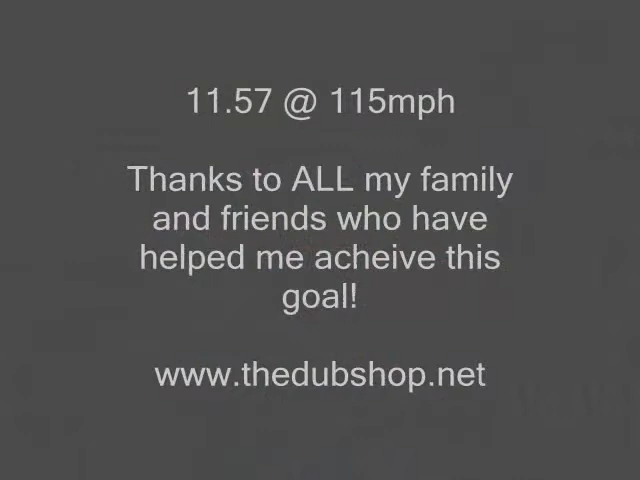 11.57 @ 115mph
Thanks to ALL my family
and friends who have
helped me acheive this
goal!
www.thedubshop.net